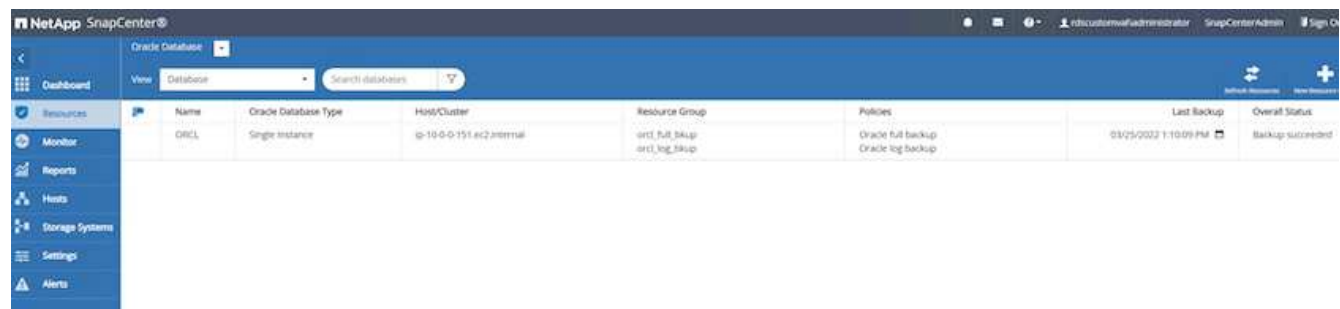 NetApp SnapCenter®
rdscustomval\administrator SnapCenterAdmin Sign O
Oracle Database
Dashboard
View Database Search databases
Refresh Resources New Resource
Resources
Name Oracle Database Type Host/Cluster Resource Group Policies Last Backup Overall Status
ORCL Single Instance ip-10-0-0-151.ec2.internal orcl_full_bkup Oracle full backup 03/25/2022 1:10:09 PM Backup succeeded
orcl_log_bkup Oracle log backup
Monitor
Reports
Hosts
Storage Systems
Settings
Alerts